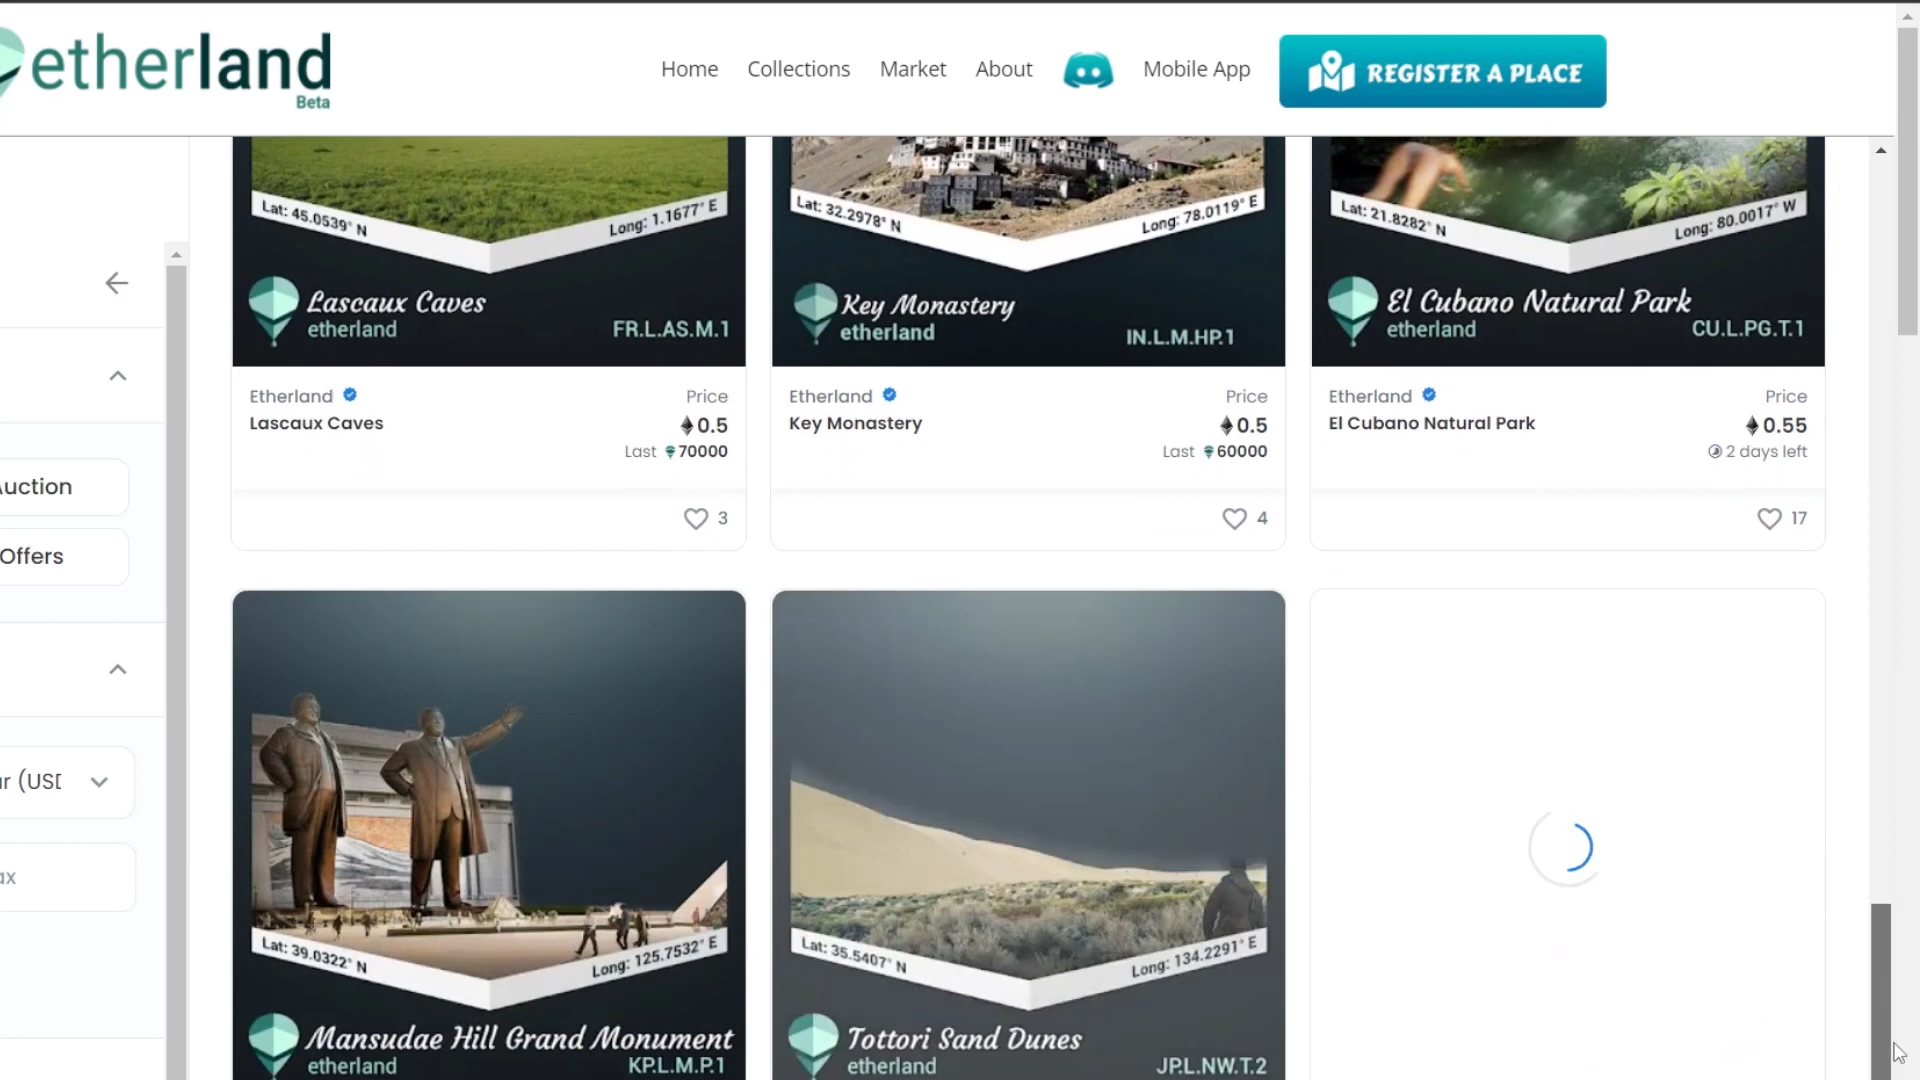 etherland
Beta
Home
Collections
Market
About
Mobile App
REGISTER A PLACE
Lat: 45.0539° N
Long: 1.1677° E
Lascaux Caves
etherland
FR.L.AS.M.1
Lat: 32.2978° N
Long: 78.0119° E
Key Monastery
etherland
IN.L.M.HP.1
Lat: 21.8282° N
Long: 80.0017° W
El Cubano Natural Park
etherland
CU.L.PG.T.1
Etherland
Price
Lascaux Caves
0.5
Last 70000
3
Etherland
Price
Key Monastery
0.5
Last 60000
4
Etherland
Price
El Cubano Natural Park
0.55
2 days left
17
Auction
Offers
ar (USD
ax
Lat: 39.0322° N
Long: 125.7532° E
Mansudae Hill Grand Monument
etherland
KP.L.M.P.1
Lat: 35.5407° N
Long: 134.2291° E
Tottori Sand Dunes
etherland
JP.L.NW.T.2